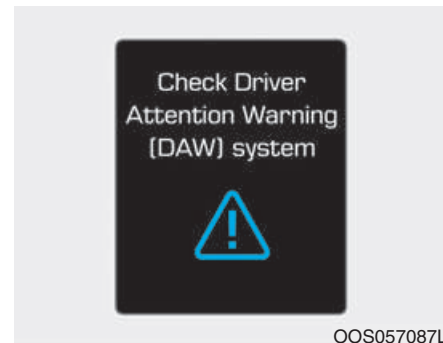 Check Driver
Attention Warning
(DAW) system
OOS057087L